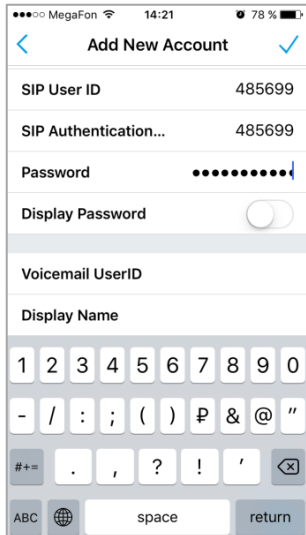 MegaFon 14:21 78 %
Add New Account
SIP User ID 485699
SIP Authentication... 485699
Password ●●●●●●●●●●●
Display Password
Voicemail UserID
Display Name
1 2 3 4 5 6 7 8 9 0
- / : ; ( ) ₽ & @ "
#+= . , ? ! ʼ
ABC space return